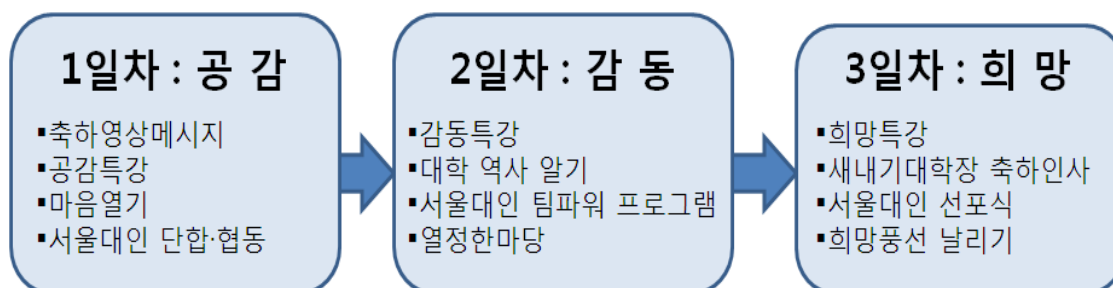 1일차 : 공 감
▪축하영상메시지
▪공감특강
▪마음열기
▪서울대인 단합·협동
2일차 : 감 동
▪감동특강
▪대학 역사 알기
▪서울대인 팀파워 프로그램
▪열정한마당
3일차 : 희 망
▪희망특강
▪새내기대학장 축하인사
▪서울대인 선포식
▪희망풍선 날리기